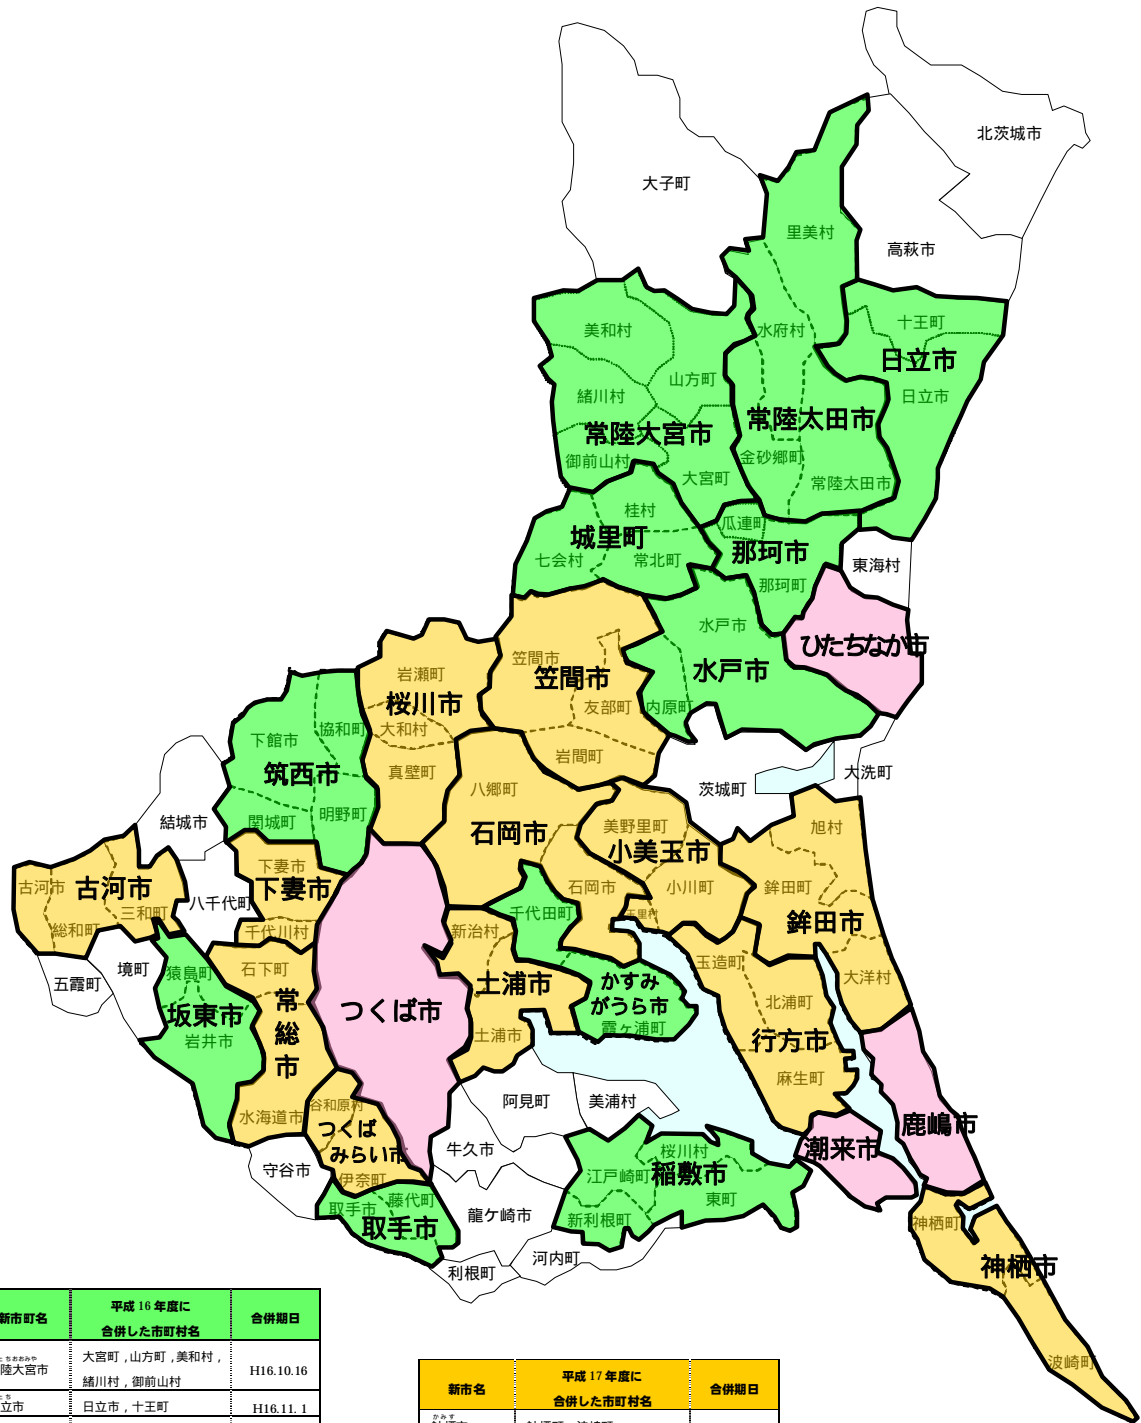 北茨城市
大子町
里美村
高萩市
十王町
美和村
水府村
日立市
山方町
日立市
緒川村
常陸太田市
常陸大宮市
金砂郷町
御前山村
大宮町
常陸太田市
桂村
瓜連町
城里町
那珂市
七会村
常北町
東海村
那珂町
水戸市
ひたちなか市
笠間市
水戸市
岩瀬町
笠間市
桜川市
友部町
内原町
協和町
大和村
下館市
岩間町
真壁町
筑西市
大洗町
八郷町
茨城町
明野町
関城町
結城市
美野里町
旭村
石岡市
小美玉市
下妻市
古河市
古河市
下妻市
石岡市
小川町
鉾田町
八千代町
三和町
千代田町
玉里村
鉾田市
総和町
千代川村
新治村
玉造町
境町
猿島町
石下町
大洋村
五霞町
土浦市
かすみ
がうら市
北浦町
坂東市
常
総
市
つくば市
霞ヶ浦町
岩井市
土浦市
行方市
麻生町
谷和原村
阿見町
美浦村
水海道市
つくば
みらい市
鹿嶋市
牛久市
桜川村
潮来市
守谷市
江戸崎町
稲敷市
伊奈町
取手市
藤代町
東町
取手市
龍ケ崎市
新利根町
神栖町
河内町
利根町
神栖市
波崎町
新市町名
平成 16 年度に
合併した市町村名
合併期日
ちおおみや
陸大宮市
大宮町，山方町，美和村，
緒川村，御前山村
H16.10.16
ち
立市
日立市，十王町
H16.11. 1
新市名
平成 17 年度に
合併した市町村名
合併期日
かみす